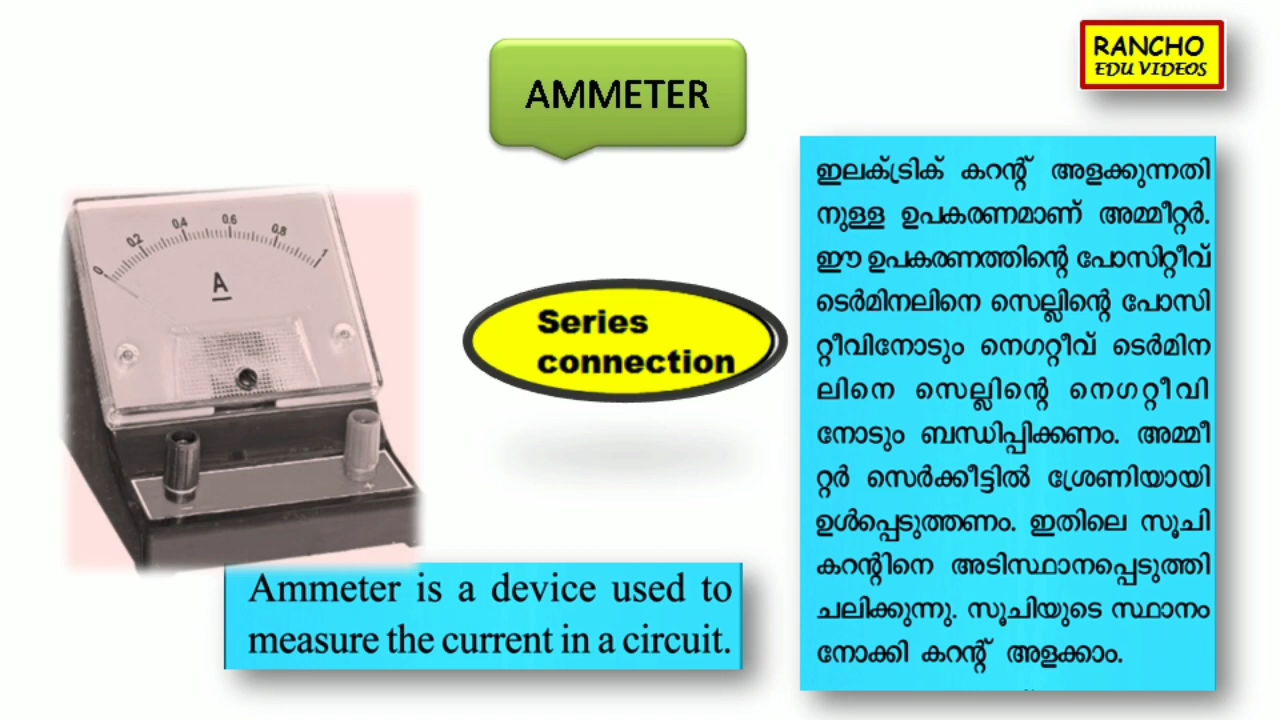 AMMETER
RANCHO
EDU VIDEOS
0 0.2 0.4 0.6 0.8 1
A
Series
connection
- +
Ammeter is a device used to
measure the current in a circuit.
ഇലക്ട്രിക് കറന്റ് അളക്കുന്നതി
നുള്ള ഉപകരണമാണ് അമ്മീറ്റർ.
ഈ ഉപകരണത്തിന്റെ പോസിറ്റീവ്
ടെർമിനലിനെ സെല്ലിന്റെ പോസി
റ്റീവിനോടും നെഗറ്റീവ് ടെർമിന
ലിനെ സെല്ലിന്റെ നെഗറ്റീവി
നോടും ബന്ധിപ്പിക്കണം. അമ്മീ
റ്റർ സെർക്കീട്ടിൽ ശ്രേണിയായി
ഉൾപ്പെടുത്തണം. ഇതിലെ സൂചി
കറന്റിനെ അടിസ്ഥാനപ്പെടുത്തി
ചലിക്കുന്നു. സൂചിയുടെ സ്ഥാനം
നോക്കി കറന്റ് അളക്കാം.